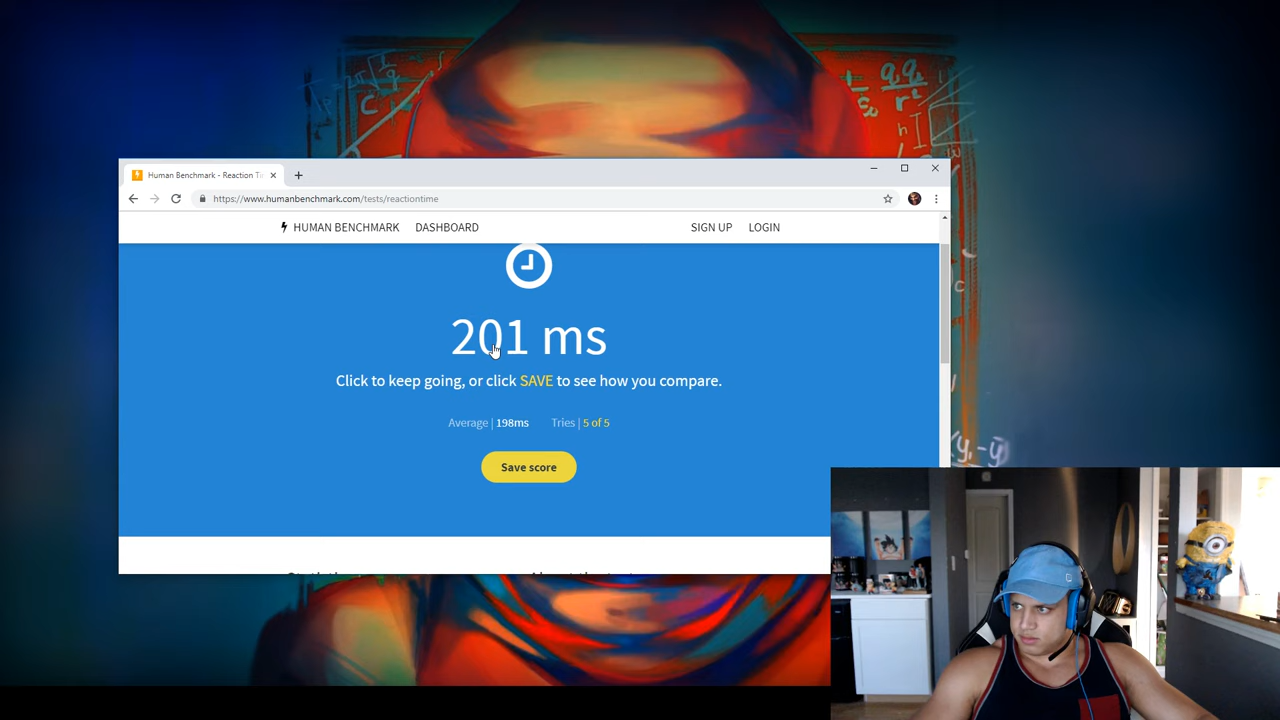 Human Benchmark - Reaction Ti
https://www.humanbenchmark.com/tests/reactiontime
HUMAN BENCHMARK DASHBOARD SIGN UP LOGIN
201 ms
Click to keep going, or click SAVE to see how you compare.
Average | 198ms Tries | 5 of 5
Save score